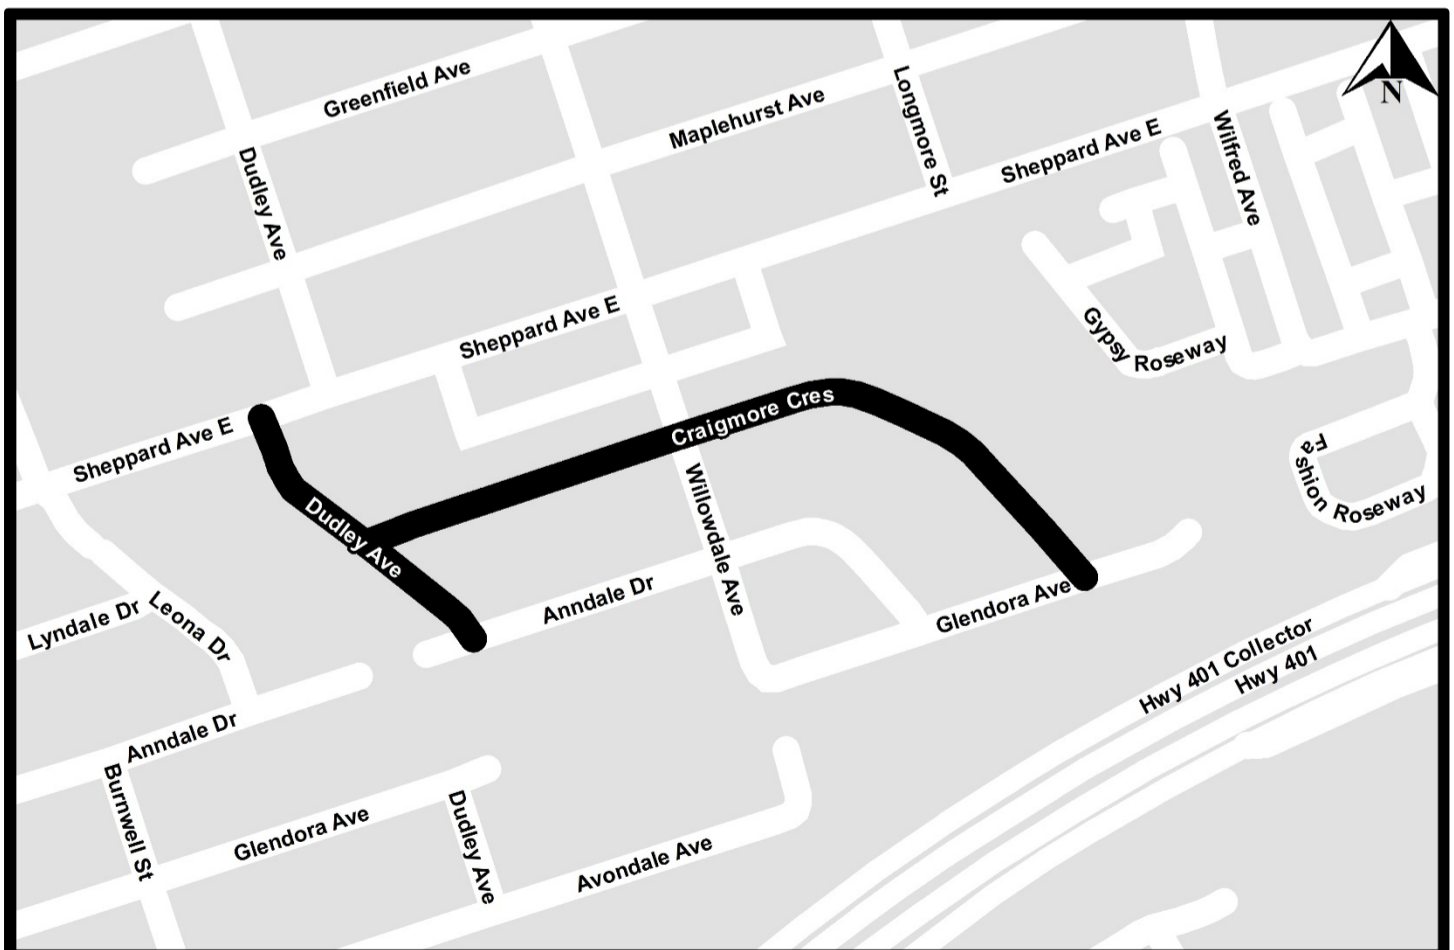 Greenfield Ave
Longmore St
N
Maplehurst Ave
Wilfred Ave
Sheppard Ave E
Dudley Ave
Sheppard Ave E
Gypsy Roseway
Craigmore Cres
Sheppard Ave E
Fashion Roseway
Willowdale Ave
Dudley Ave
Anndale Dr
Glendora Ave
Lyndale Dr
Leona Dr
Hwy 401 Collector
Hwy 401
Anndale Dr
Burnwell St
Glendora Ave
Dudley Ave
Avondale Ave